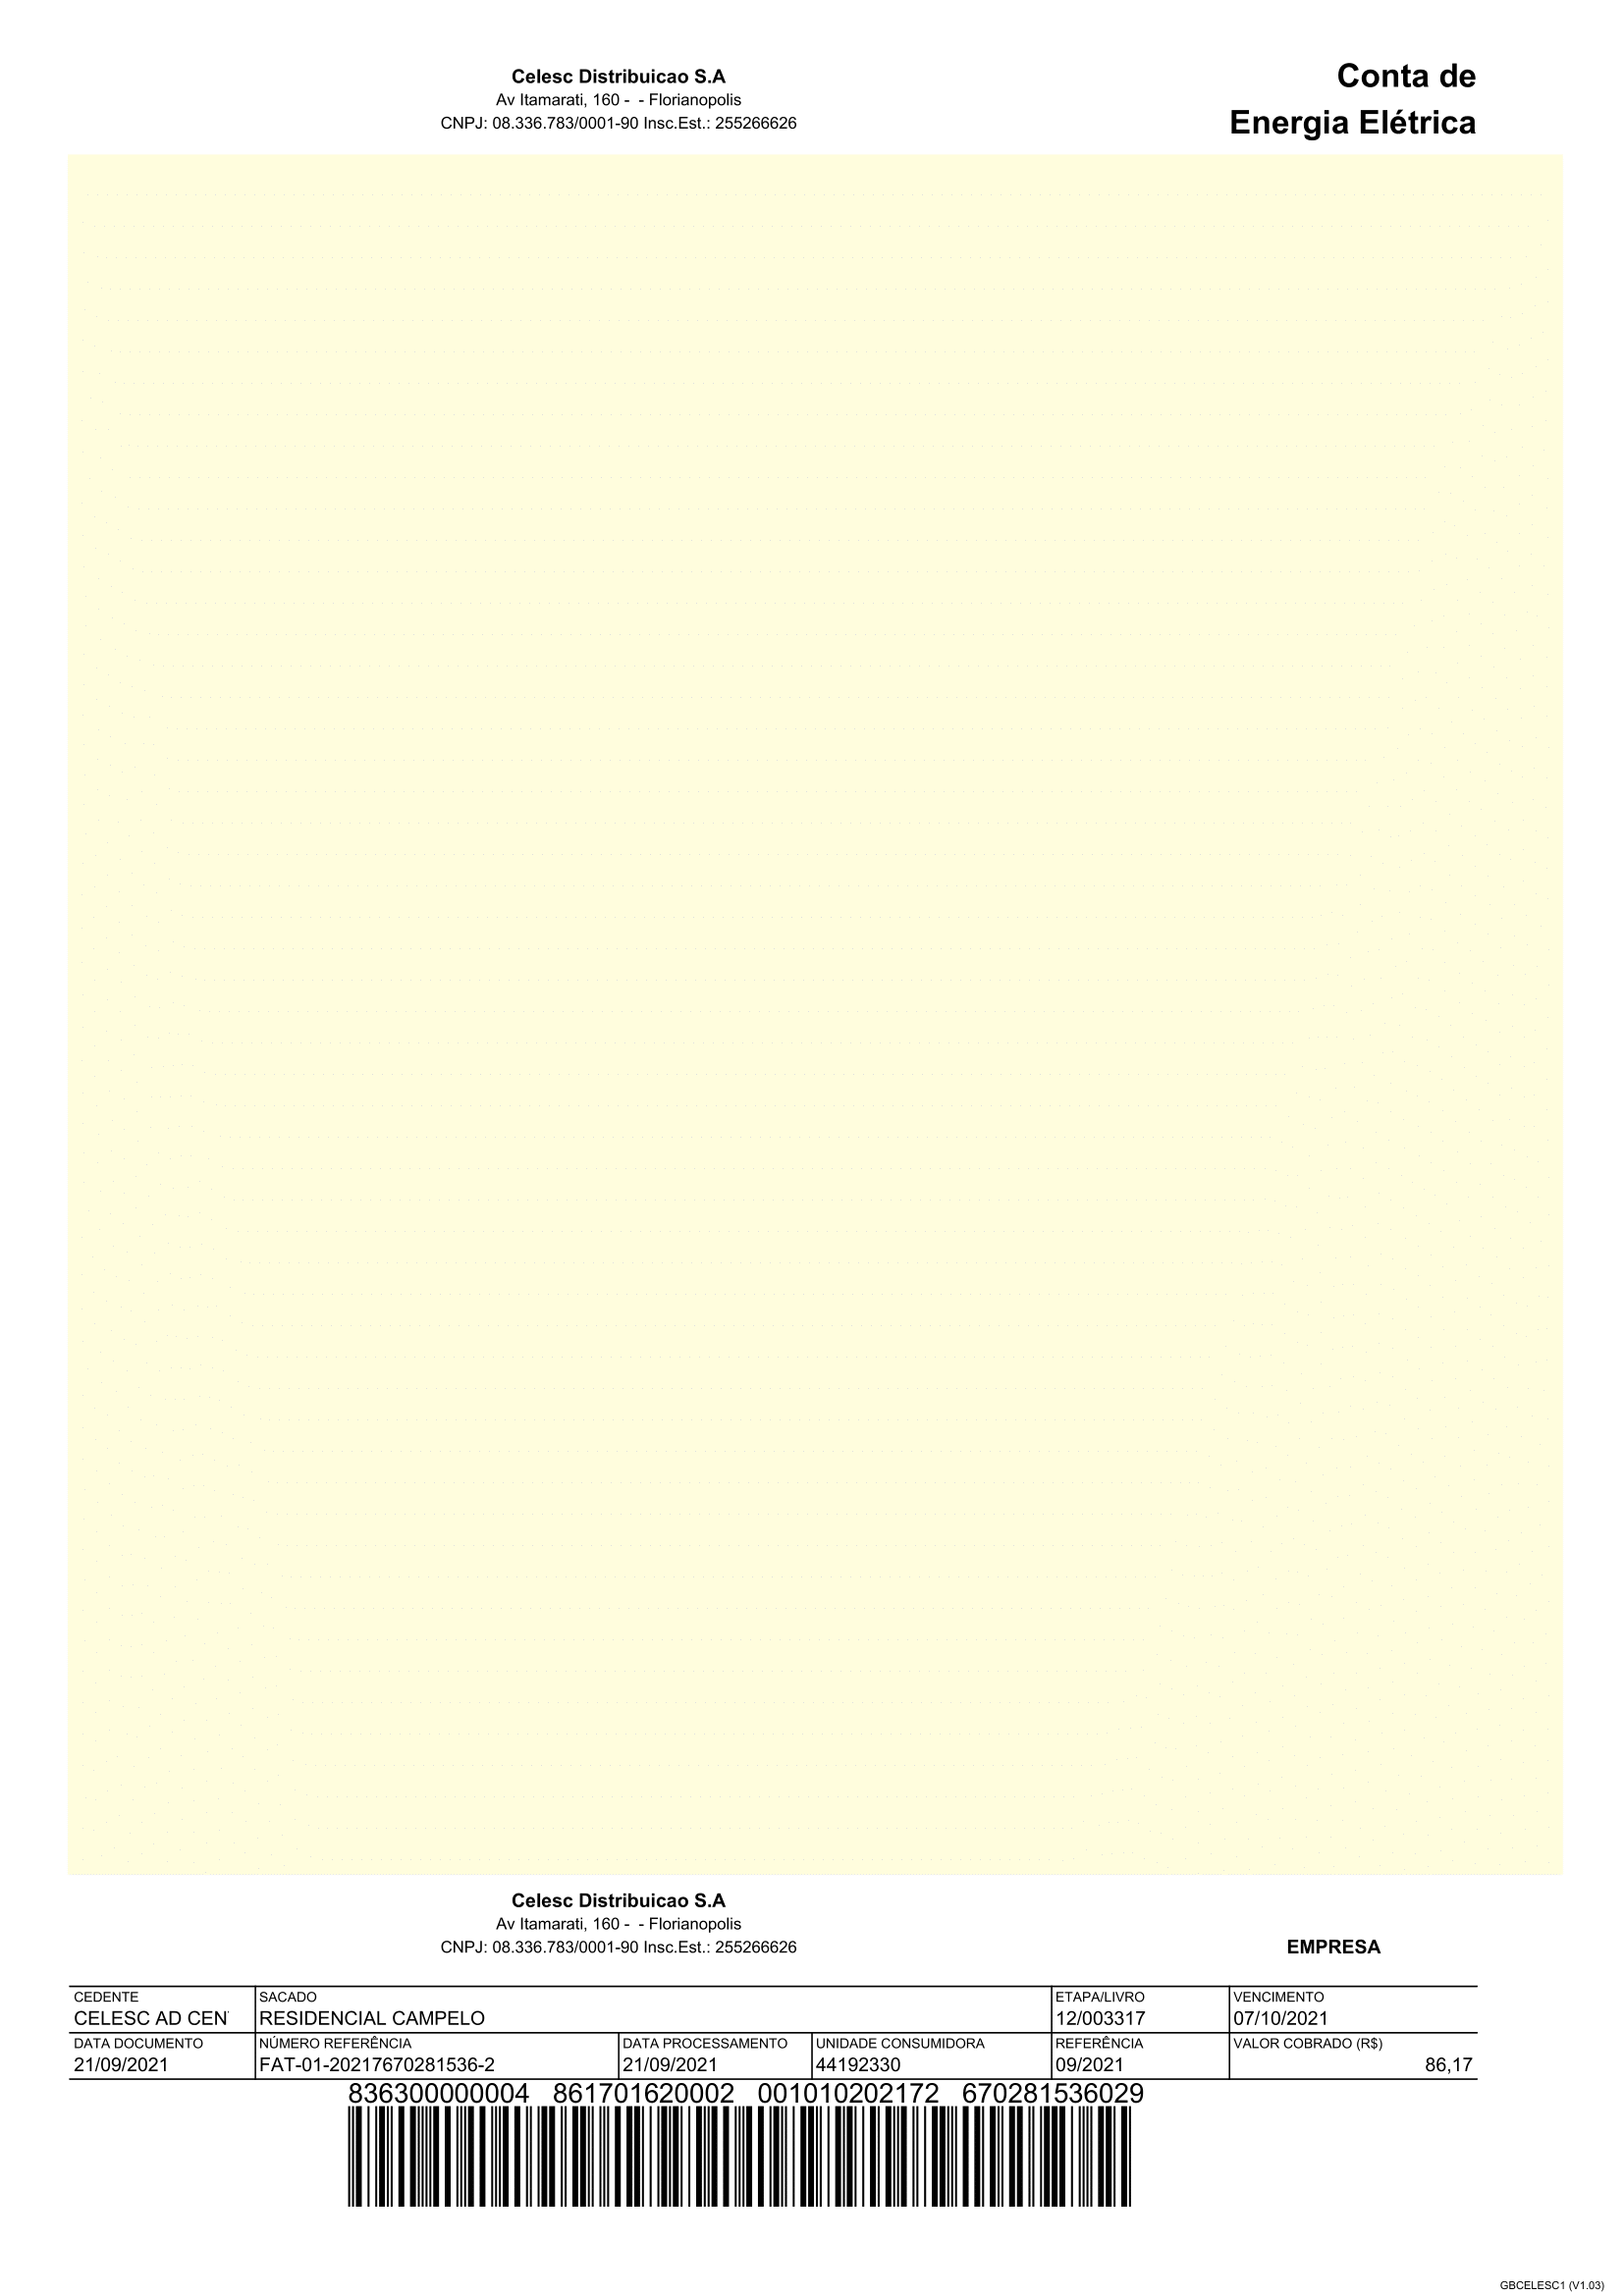 Celesc Distribuicao S.A
Av Itamarati, 160 -  - Florianopolis
CNPJ: 08.336.783/0001-90 Insc.Est.: 255266626
Conta de
Energia Elétrica
Celesc Distribuicao S.A
Av Itamarati, 160 -  - Florianopolis
CNPJ: 08.336.783/0001-90 Insc.Est.: 255266626
EMPRESA
CEDENTE SACADO ETAPA/LIVRO VENCIMENTO
CELESC AD CEN RESIDENCIAL CAMPELO 12/003317 07/10/2021
DATA DOCUMENTO NÚMERO REFERÊNCIA DATA PROCESSAMENTO UNIDADE CONSUMIDORA REFERÊNCIA VALOR COBRADO (R$)
21/09/2021 FAT-01-20217670281536-2 21/09/2021 44192330 09/2021 86,17
836300000004 861701620002 001010202172 670281536029
GBCELESC1 (V1.03)